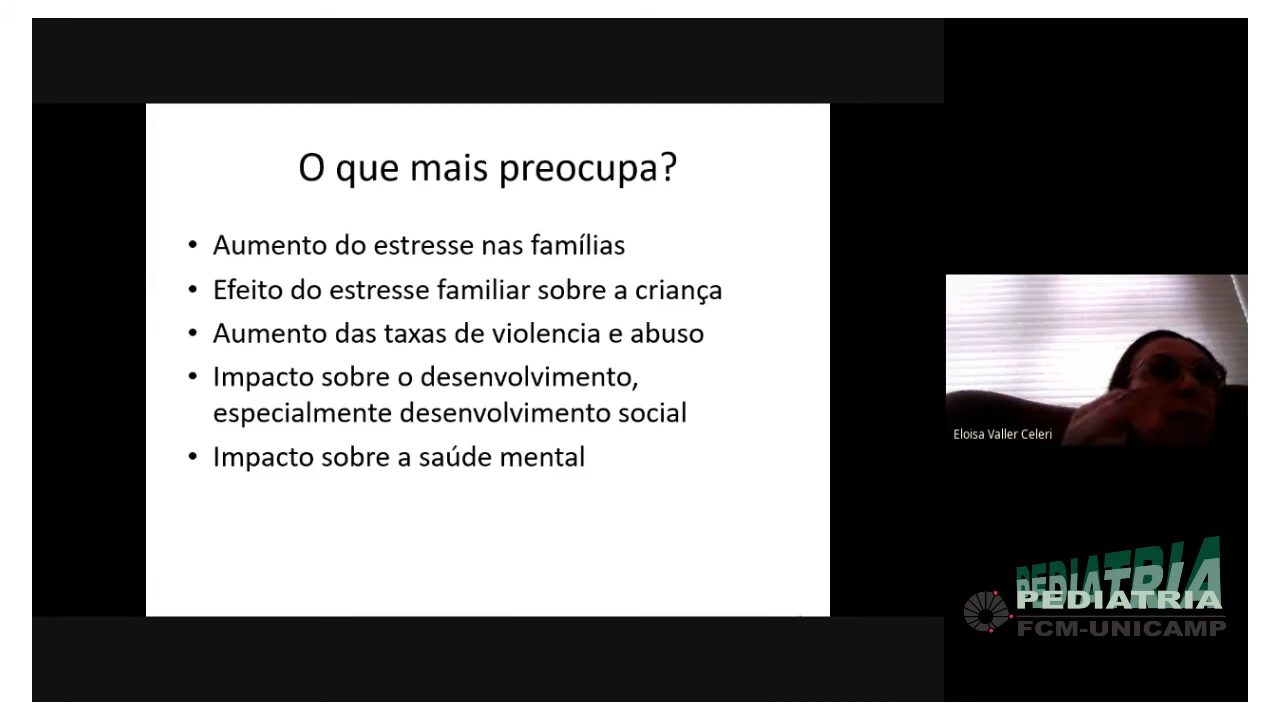 O que mais preocupa?
• Aumento do estresse nas famílias
• Efeito do estresse familiar sobre a criança
• Aumento das taxas de violencia e abuso
• Impacto sobre o desenvolvimento,
especialmente desenvolvimento social
• Impacto sobre a saúde mental
Eloisa Valler Celeri
PEDIATRIA
PEDIATRIA
FCM-UNICAMP